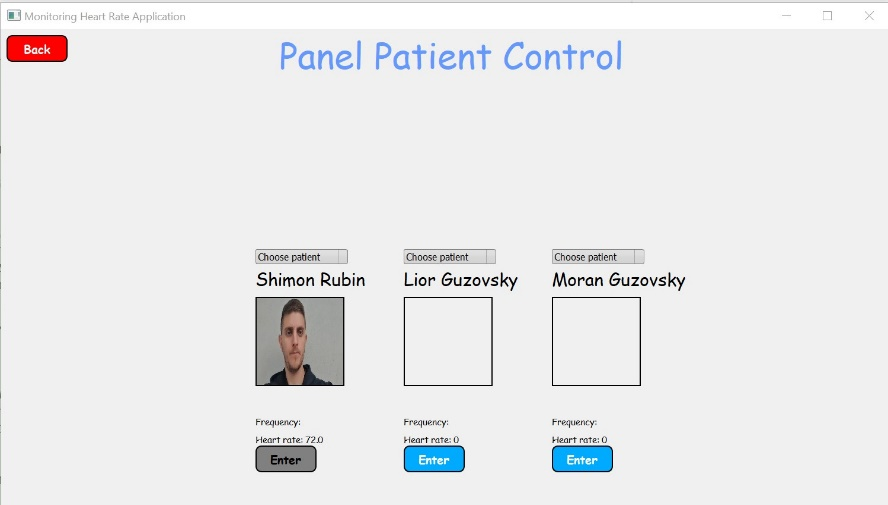 Monitoring Heart Rate Application
Back
Panel Patient Control
Choose patient
Choose patient
Choose patient
Shimon Rubin
Lior Guzovsky
Moran Guzovsky
Frequency:
Frequency:
Frequency:
Heart rate: 72.0
Heart rate: 0
Heart rate: 0
Enter
Enter
Enter